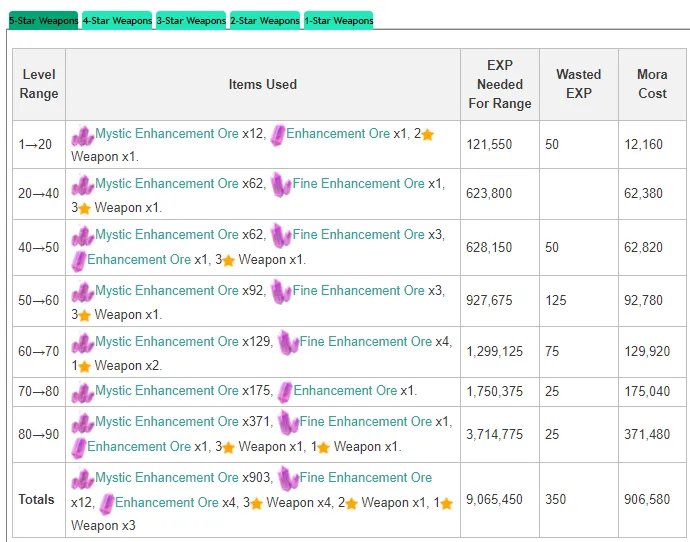 5-Star Weapons 4-Star Weapons 3-Star Weapons 2-Star Weapons 1-Star Weapons
Level Range Items Used EXP Needed For Range Wasted EXP Mora Cost
1→20 Mystic Enhancement Ore x12, Enhancement Ore x1, 2⭐ 121,550 50 12,160
Weapon x1.
20→40 Mystic Enhancement Ore x62, Fine Enhancement Ore x1, 623,800 62,380
3⭐ Weapon x1.
40→50 Mystic Enhancement Ore x62, Fine Enhancement Ore x3, 628,150 50 62,820
Enhancement Ore x1, 3⭐ Weapon x1.
50→60 Mystic Enhancement Ore x92, Fine Enhancement Ore x3, 927,675 125 92,780
3⭐ Weapon x1.
60→70 Mystic Enhancement Ore x129, Fine Enhancement Ore x4, 1,299,125 75 129,920
1⭐ Weapon x2.
70→80 Mystic Enhancement Ore x175, Enhancement Ore x1. 1,750,375 25 175,040
80→90 Mystic Enhancement Ore x371, Fine Enhancement Ore x1, 3,714,775 25 371,480
Enhancement Ore x1, 3⭐ Weapon x1, 1⭐ Weapon x1.
Totals Mystic Enhancement Ore x903, Fine Enhancement Ore 9,065,450 350 906,580
x12, Enhancement Ore x4, 3⭐ Weapon x4, 2⭐ Weapon x1, 1⭐
Weapon x3